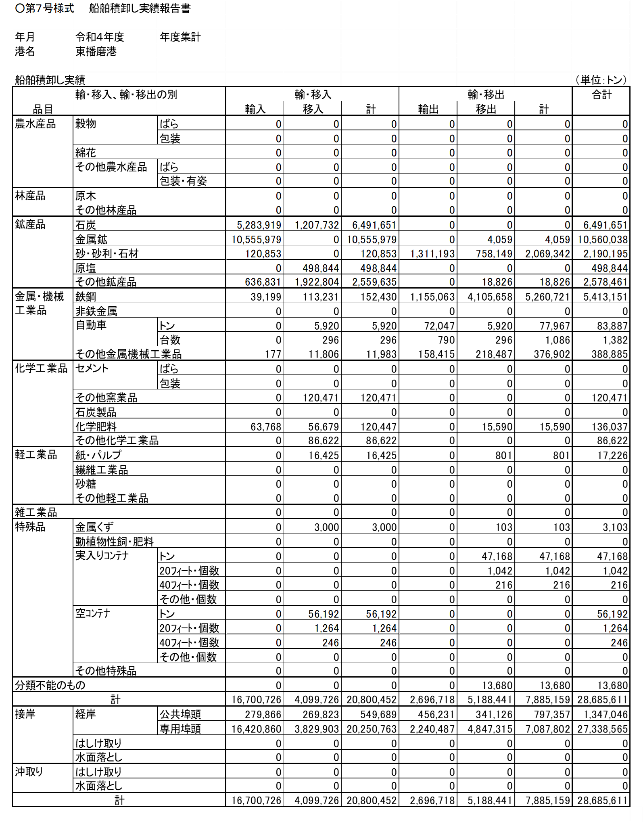 ○第7号様式 船舶積卸し実績報告書
年月 令和4年度 年度集計
港名 東播磨港
船舶積卸し実績 （単位:トン）
輸・移入、輸・移出の別 輸・移入 輸・移出 合計
品目 輸入 移入 計 輸出 移出 計
農水産品 穀物 ばら 0 0 0 0 0 0 0
包装 0 0 0 0 0 0 0
綿花 0 0 0 0 0 0 0
その他農水産品 ばら 0 0 0 0 0 0 0
包装・有姿 0 0 0 0 0 0 0
林産品 原木 0 0 0 0 0 0 0
その他林産品 0 0 0 0 0 0 0
鉱産品 石炭 5,283,919 1,207,732 6,491,651 0 0 0 6,491,651
金属鉱 10,555,979 0 10,555,979 0 4,059 4,059 10,560,038
砂・砂利・石材 120,853 0 120,853 1,311,193 758,149 2,069,342 2,190,195
原塩 0 498,844 498,844 0 0 0 498,844
その他鉱産品 636,831 1,922,804 2,559,635 0 18,826 18,826 2,578,461
金属・機械 鉄鋼 39,199 113,231 152,430 1,155,063 4,105,658 5,260,721 5,413,151
工業品 非鉄金属 0 0 0 0 0 0 0
自動車 トン 0 5,920 5,920 72,047 5,920 77,967 83,887
台数 0 296 296 790 296 1,086 1,382
その他金属機械工業品 177 11,806 11,983 158,415 218,487 376,902 388,885
化学工業品 セメント ばら 0 0 0 0 0 0 0
包装 0 0 0 0 0 0 0
その他窯業品 0 120,471 120,471 0 0 0 120,471
石炭製品 0 0 0 0 0 0 0
化学肥料 63,768 56,679 120,447 0 15,590 15,590 136,037
その他化学工業品 0 86,622 86,622 0 0 0 86,622
軽工業品 紙・パルプ 0 16,425 16,425 0 801 801 17,226
繊維工業品 0 0 0 0 0 0 0
砂糖 0 0 0 0 0 0 0
その他軽工業品 0 0 0 0 0 0 0
雑工業品 0 0 0 0 0 0 0
特殊品 金属くず 0 3,000 3,000 0 103 103 3,103
動植物性飼・肥料 0 0 0 0 0 0 0
実入りコンテナ トン 0 0 0 0 47,168 47,168 47,168
20フィート・個数 0 0 0 0 1,042 1,042 1,042
40フィート・個数 0 0 0 0 216 216 216
その他・個数 0 0 0 0 0 0 0
空コンテナ トン 0 56,192 56,192 0 0 0 56,192
20フィート・個数 0 1,264 1,264 0 0 0 1,264
40フィート・個数 0 246 246 0 0 0 246
その他・個数 0 0 0 0 0 0 0
その他特殊品 0 0 0 0 0 0 0
分類不能のもの 0 0 0 0 13,680 13,680 13,680
計 16,700,726 4,099,726 20,800,452 2,696,718 5,188,441 7,885,159 28,685,611
接岸 経岸 公共埠頭 279,866 269,823 549,689 456,231 341,126 797,357 1,347,046
専用埠頭 16,420,860 3,829,903 20,250,763 2,240,487 4,847,315 7,087,802 27,338,565
はしけ取り 0 0 0 0 0 0 0
水面落とし 0 0 0 0 0 0 0
沖取り はしけ取り 0 0 0 0 0 0 0
水面落とし 0 0 0 0 0 0 0
計 16,700,726 4,099,726 20,800,452 2,696,718 5,188,441 7,885,159 28,685,611